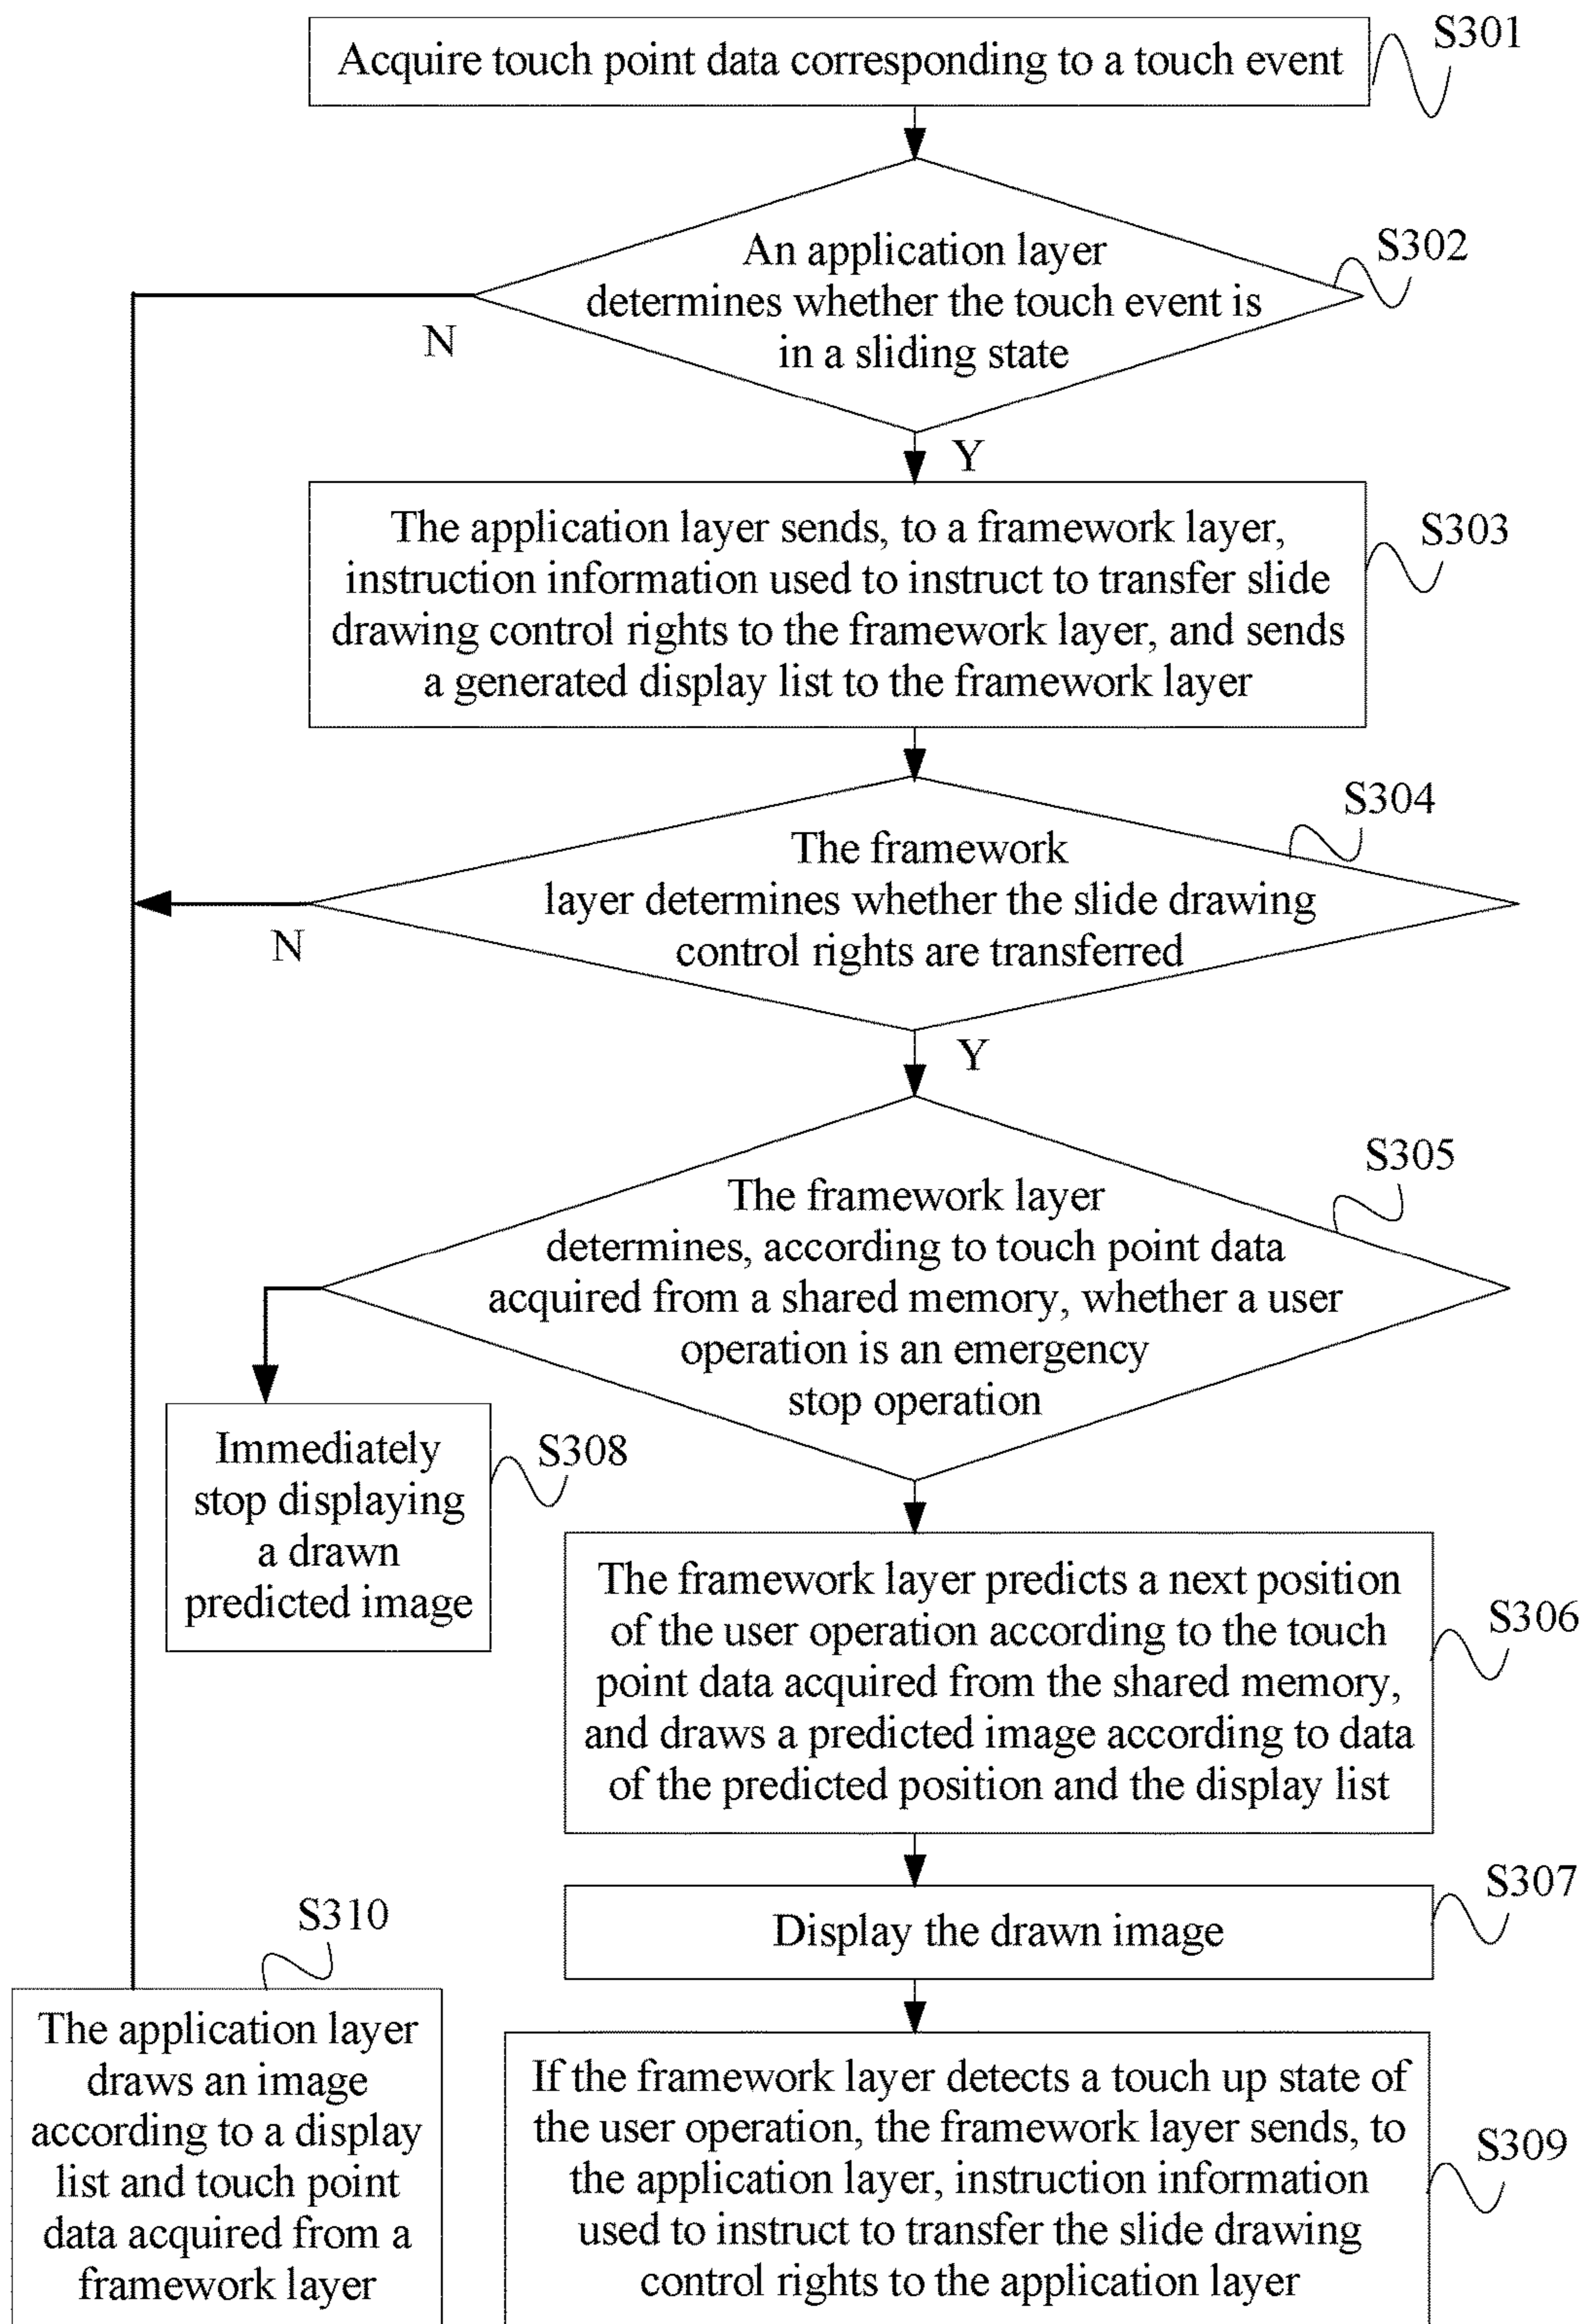 S301
Acquire touch point data corresponding to a touch event
S302
An application layer
determines whether the touch event is
in a sliding state
N
Y
S303
The application layer sends, to a framework layer,
instruction information used to instruct to transfer slide
drawing control rights to the framework layer, and sends
a generated display list to the framework layer
S304
The framework
layer determines whether the slide drawing
control rights are transferred
N
Y
S305
The framework layer
determines, according to touch point data
acquired from a shared memory, whether a user
operation is an emergency
stop operation
S308
Immediately
stop displaying
a drawn
predicted image
S306
The framework layer predicts a next position
of the user operation according to the touch
point data acquired from the shared memory,
and draws a predicted image according to data
of the predicted position and the display list
S307
Display the drawn image
S310
The application layer
draws an image
according to a display
list and touch point
data acquired from a
framework layer
S309
If the framework layer detects a touch up state of
the user operation, the framework layer sends, to
the application layer, instruction information
used to instruct to transfer the slide drawing
control rights to the application layer